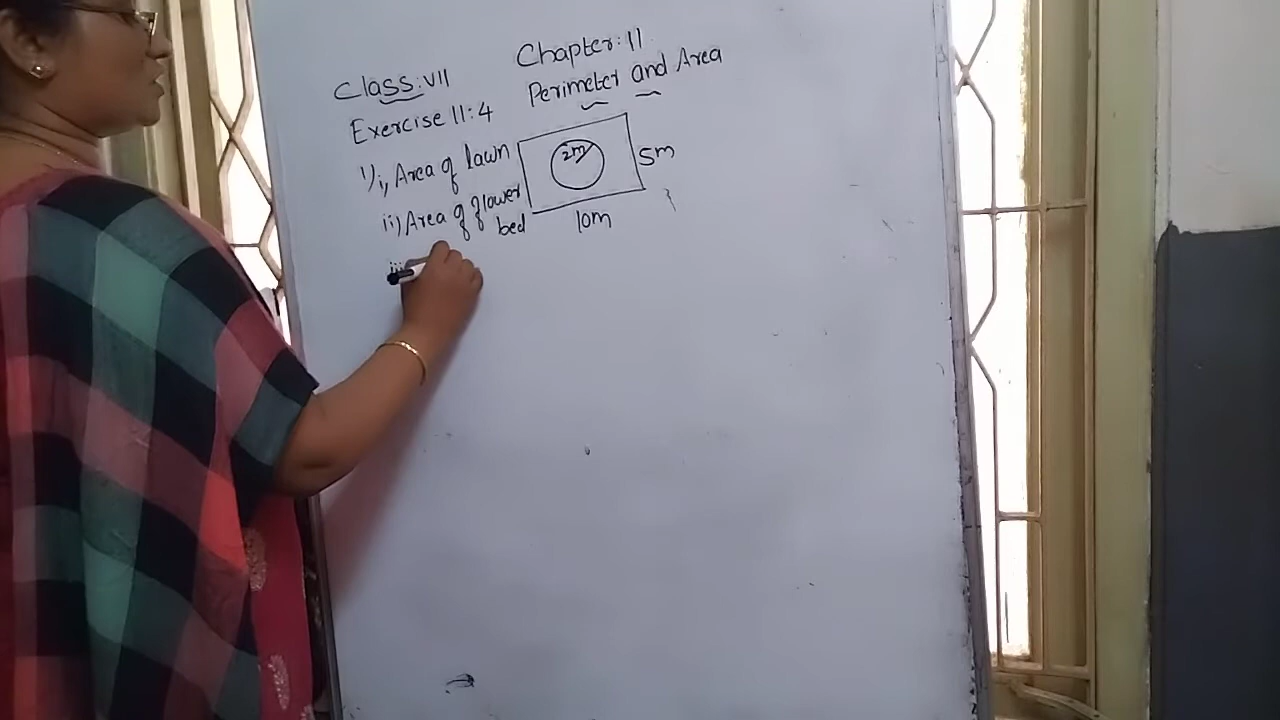 Chapter: 11
Class: VII
Perimeter and Area
Exercise 11:4
1) i, Area of lawn
2m
5m
ii) Area of flower
bed
10m
iii